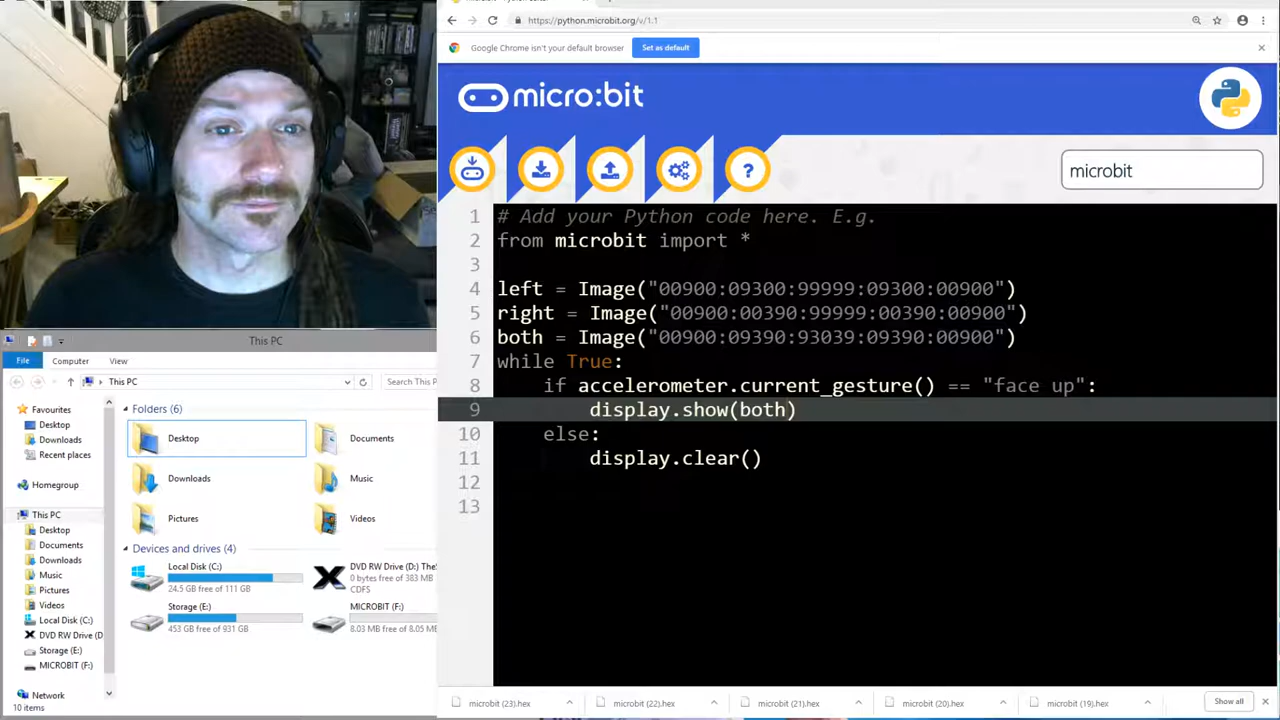 https://python.microbit.org/v/1.1
Google Chrome isn't your default browser
Set as default
micro:bit
?
microbit
1 # Add your Python code here. E.g.
2 from microbit import *
3
4 left = Image("00900:09300:99999:09300:00900")
5 right = Image("00900:00390:99999:00390:00900")
6 both = Image("00900:09390:93039:09390:00900")
7 while True:
8 if accelerometer.current_gesture() == "face up":
9 display.show(both)
10 else:
11 display.clear()
12
13
This PC
File Computer View
This PC
Search This PC
Favourites
Desktop
Downloads
Recent places
Homegroup
This PC
Desktop
Documents
Downloads
Music
Pictures
Videos
Local Disk (C:)
DVD RW Drive (D
Storage (E:)
MICROBIT (F:)
Network
10 items
Folders (6)
Desktop
Documents
Downloads
Music
Pictures
Videos
Devices and drives (4)
Local Disk (C:)
24.5 GB free of 111 GB
DVD RW Drive (D:) TheS
0 bytes free of 383 MB
CDFS
Storage (E:)
453 GB free of 931 GB
MICROBIT (F:)
8.03 MB free of 8.05 MB
microbit (23).hex
microbit (22).hex
microbit (21).hex
microbit (20).hex
microbit (19).hex
Show all